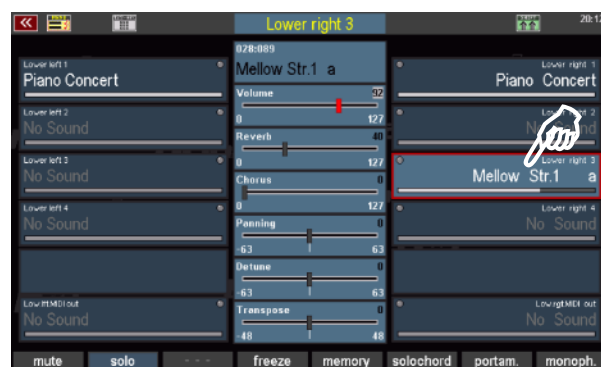 Lower right 3
20:12
Lower left 1
Piano Concert
Lower left 2
No Sound
Lower left 3
No Sound
Lower left 4
No Sound
Low lft MIDI out
No Sound
028:089
Mellow Str.1 a
Volume 92
0 127
Reverb 40
0 127
Chorus 0
0 127
Panning 0
-63 63
Detune 0
-63 63
Transpose 0
-48 48
Lower right 1
Piano Concert
Lower right 2
No Sound
Lower right 3
Mellow Str.1 a
Lower right 4
No Sound
Low rgt MIDI out
No Sound
mute solo - - - freeze memory solochord portam. monoph.